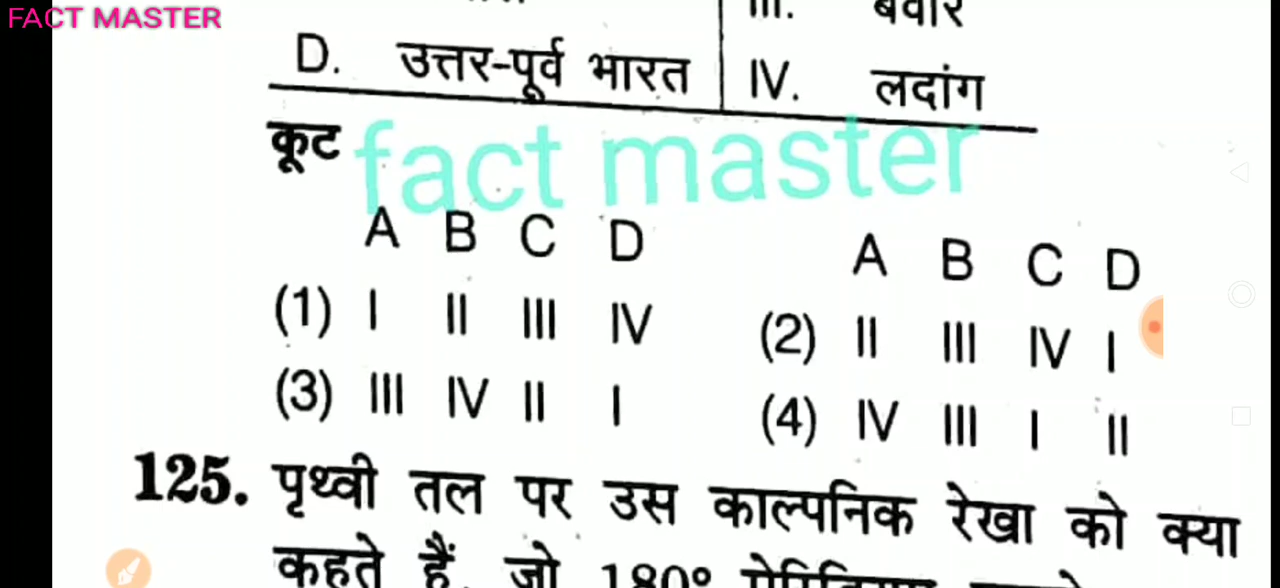 FACT MASTER
III. बेवार
D. उत्तर-पूर्व भारत IV. लदांग
कूट
fact master
A B C D A B C D
(1) I II III IV (2) II III IV I
(3) III IV II I (4) IV III I II
125. पृथ्वी तल पर उस काल्पनिक रेखा को क्या
कहते हैं, जो 180°